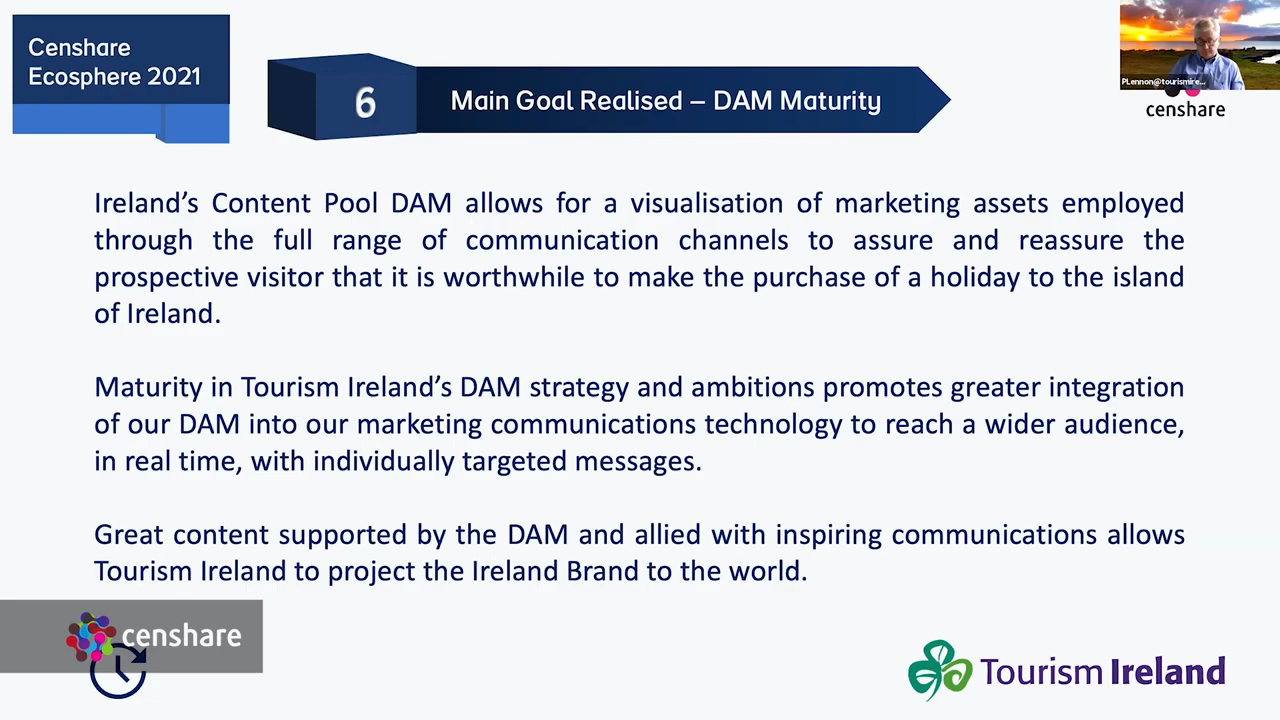 Censhare
Ecosphere 2021
6
Main Goal Realised – DAM Maturity
PLennon@tourismire...
censhare
Ireland’s Content Pool DAM allows for a visualisation of marketing assets employed
through the full range of communication channels to assure and reassure the
prospective visitor that it is worthwhile to make the purchase of a holiday to the island
of Ireland.
Maturity in Tourism Ireland’s DAM strategy and ambitions promotes greater integration
of our DAM into our marketing communications technology to reach a wider audience,
in real time, with individually targeted messages.
Great content supported by the DAM and allied with inspiring communications allows
Tourism Ireland to project the Ireland Brand to the world.
censhare
Tourism Ireland